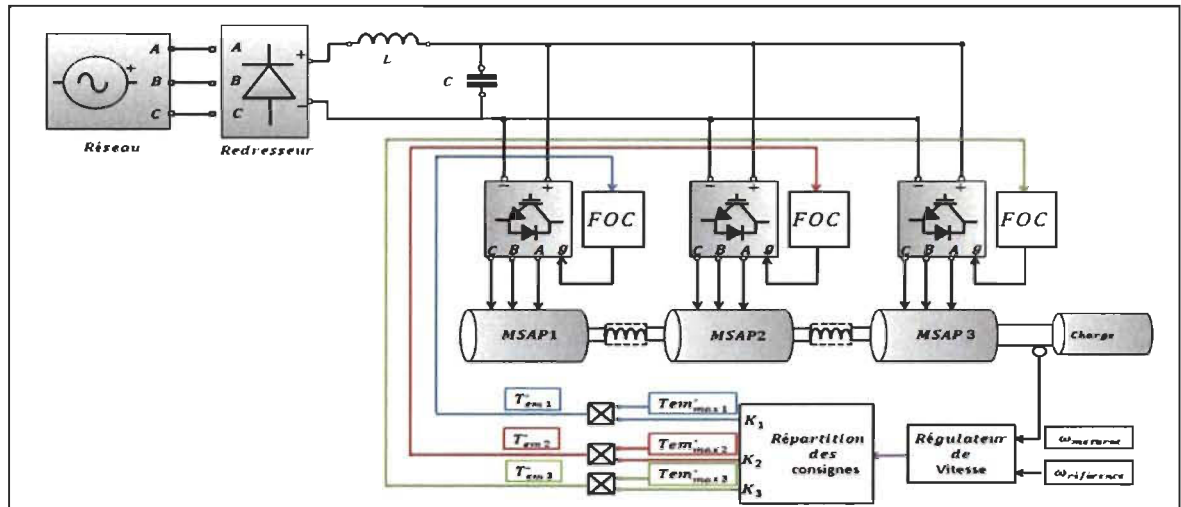 A
B
C
A
B
C
+
+
−
L
C
Réseau
Redresseur
− +
− +
− +
FOC
FOC
FOC
C B A g
C B A g
C B A g
MSAP1
MSAP2
MSAP 3
Charge
T*em 1
Tem*max 1
K1
T*em 2
Tem*max 2
K2
T*em 3
Tem*max 3
K3
Répartition
des
consignes
Régulateur
de
Vitesse
ωmesurée
ωréférence